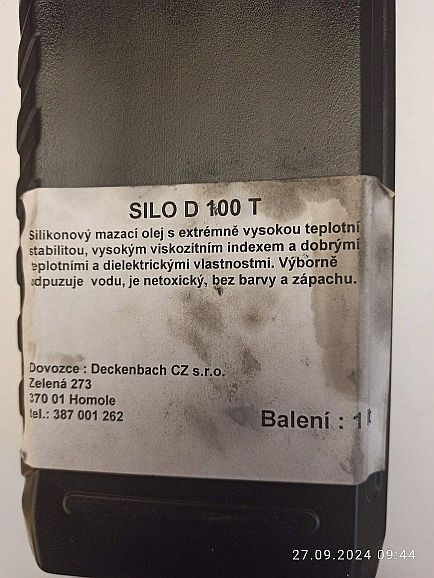 SILO D 100 T
Silikonový mazací olej s extrémně vysokou teplotní
stabilitou, vysokým viskozitním indexem a dobrými
teplotními a dielektrickými vlastnostmi. Výborně
odpuzuje vodu, je netoxický, bez barvy a zápachu.
Dovozce : Deckenbach CZ s.r.o.
Zelená 273
370 01 Homole
tel.: 387 001 262
Balení : 1l
27.09.2024 09:44